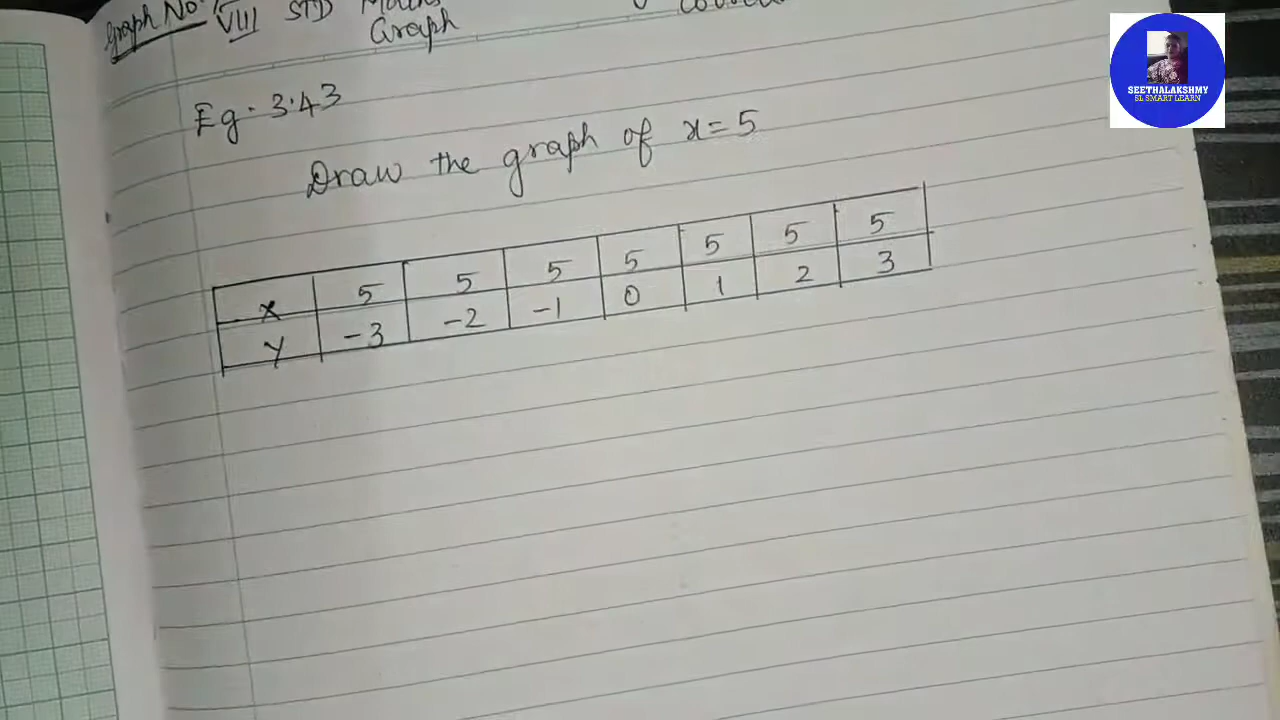 Graph No:
VIII STD Maths
Graph
Eg. 3.43
Draw the graph of x=5
x 5 5 5 5 5 5 5
y -3 -2 -1 0 1 2 3
SEETHALAKSHMY
SL SMART LEARN